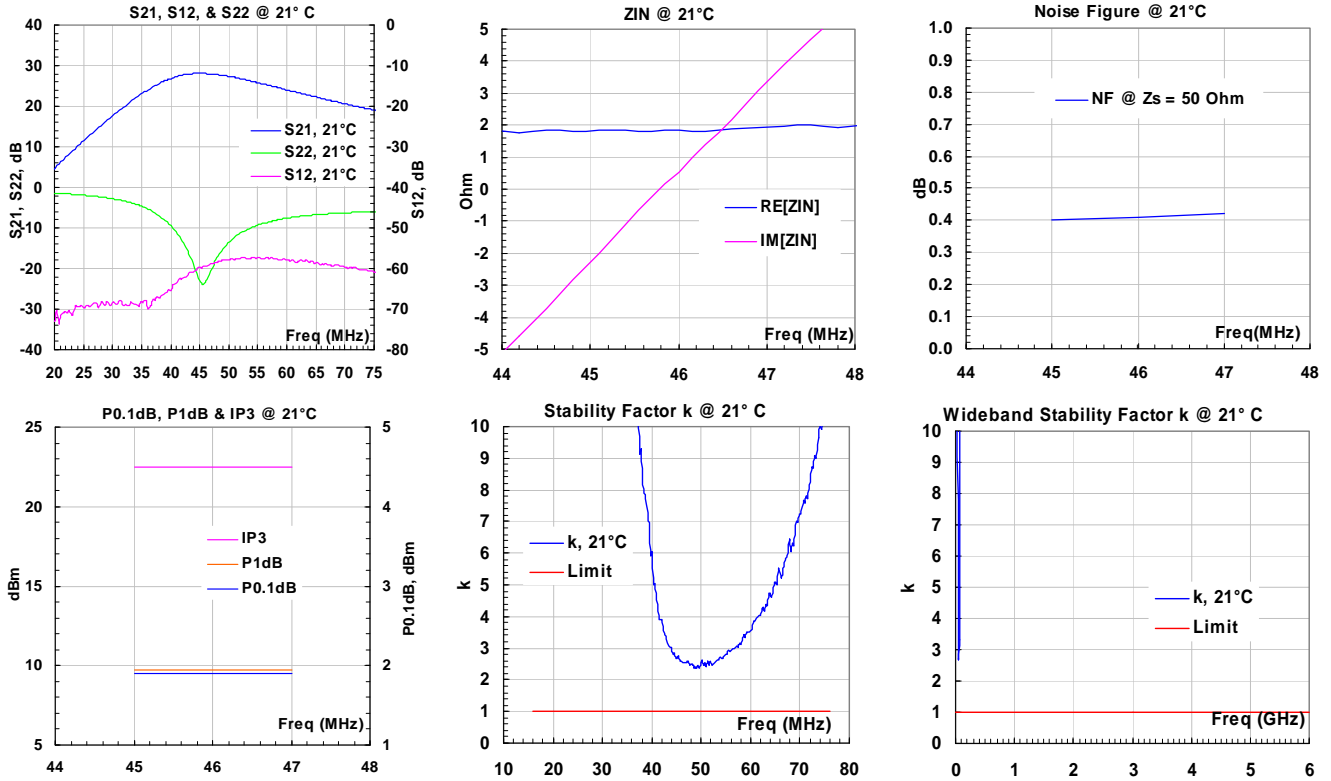 S21, S12, & S22 @ 21° C
40
30
20
10
0
-10
-20
-30
-40
0
-10
-20
-30
-40
-50
-60
-70
-80
S21, S22, dB
S12, dB
S21, 21°C
S22, 21°C
S12, 21°C
Freq (MHz)
20 25 30 35 40 45 50 55 60 65 70 75
ZIN @ 21°C
5
4
3
2
1
0
-1
-2
-3
-4
-5
Ohm
RE[ZIN]
IM[ZIN]
Freq (MHz)
44 45 46 47 48
Noise Figure @ 21°C
1.0
0.9
0.8
0.7
0.6
0.5
0.4
0.3
0.2
0.1
0.0
dB
NF @ Zs = 50 Ohm
Freq(MHz)
44 45 46 47 48
P0.1dB, P1dB & IP3 @ 21°C
25
20
15
10
5
5
4
3
2
1
dBm
P0.1dB, dBm
IP3
P1dB
P0.1dB
Freq (MHz)
44 45 46 47 48
Stability Factor k @ 21° C
10
9
8
7
6
5
4
3
2
1
0
k
k, 21°C
Limit
Freq (MHz)
10 20 30 40 50 60 70 80
Wideband Stability Factor k @ 21° C
10
9
8
7
6
5
4
3
2
1
0
k
k, 21°C
Limit
Freq (GHz)
0 1 2 3 4 5 6